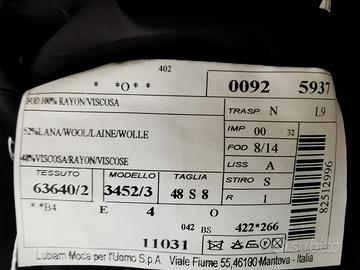 402
* *O* * 0092 5937
FOD.100% RAYON/VISCOSA
TRASP. N L9
52%LANA/WOOL/LAINE/WOLLE
IMP 00 32
FOD 8/14
48%VISCOSA/RAYON/VISCOSE
LISS A
TESSUTO MODELLO TAGLIA
STIRO S
63640/2 3452/3 48 S 8
R 1
82512996
**B4 E 4 O
042 BS 422*266
11031
Lubiam Moda per l'Uomo S.p.A. Viale Fiume 55,46100 Mantova - Italy
subito